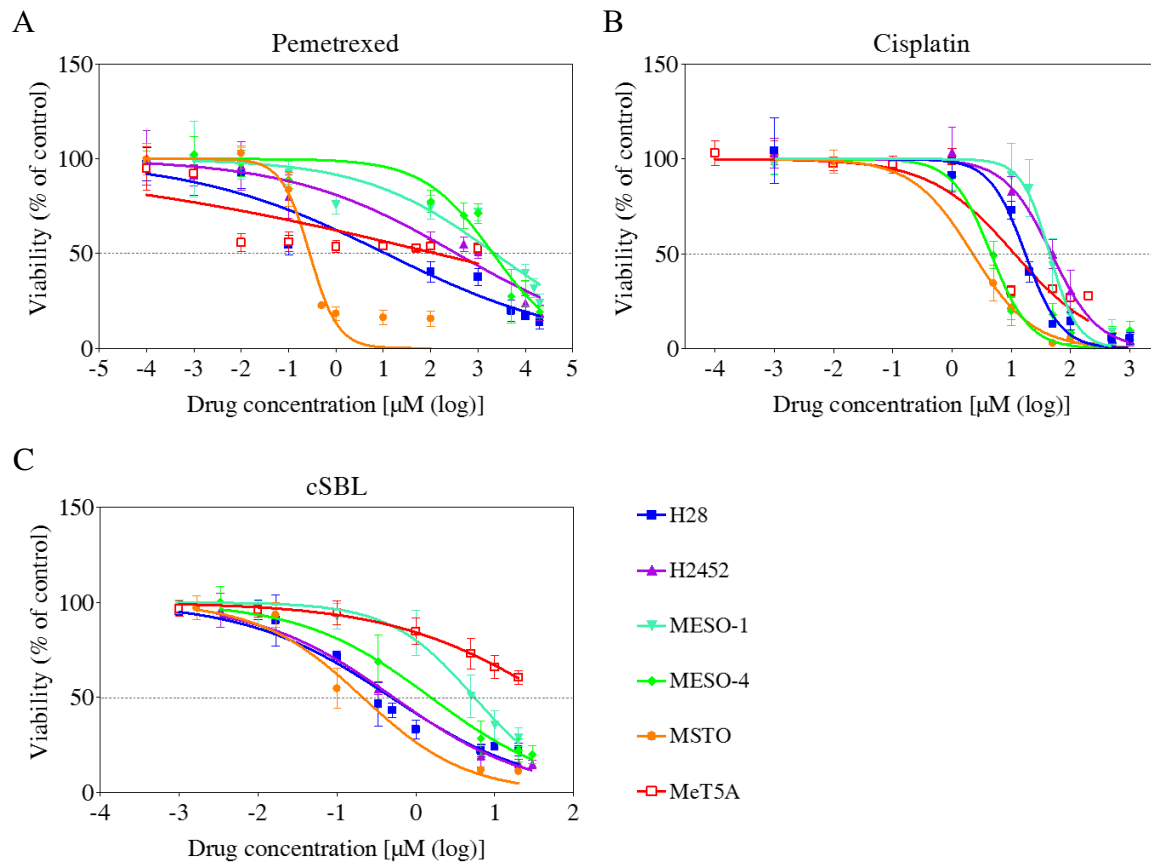 A
Pemetrexed
150
100
50
0
Viability (% of control)
-5 -4 -3 -2 -1 0 1 2 3 4 5
Drug concentration [µM (log)]
B
Cisplatin
150
100
50
0
Viability (% of control)
-4 -3 -2 -1 0 1 2 3
Drug concentration [µM (log)]
C
cSBL
150
100
50
0
Viability (% of control)
-4 -3 -2 -1 0 1 2
Drug concentration [µM (log)]
H28
H2452
MESO-1
MESO-4
MSTO
MeT5A